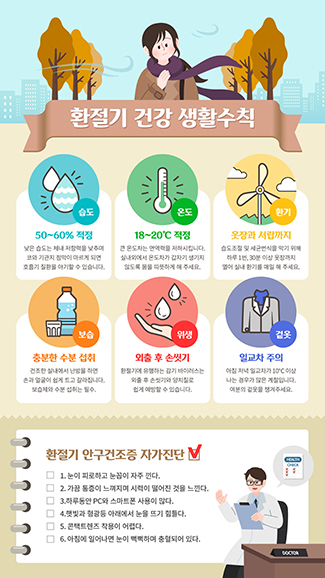 환절기 건강 생활수칙
습도
온도
환기
50~60% 적정
18~20℃ 적정
옷장과 서랍까지
낮은 습도는 체내 저항력을 낮추며
코와 기관지 점막이 마르게 되면
호흡기 질환을 야기할 수 있습니다.
큰 온도차는 면역력을 저하시킵니다.
실내외에서 온도차가 갑자기 생기지
않도록 몸을 따뜻하게 해 주세요.
습도조절 및 세균번식을 막기 위해
하루 1번, 30분 이상 옷장까지
열어 실내 환기를 매일 해 주세요.
보습
위생
겉옷
충분한 수분 섭취
외출 후 손씻기
일교차 주의
건조한 실내에서 난방을 하면
손과 얼굴이 쉽게 트고 갈라집니다.
보습제와 수분 섭취는 필수.
환절기에 유행하는 감기 바이러스는
외출 후 손씻기와 양치질로
쉽게 예방할 수 있습니다.
아침 저녁 일교차가 10℃ 이상
나는 경우가 많은 계절입니다.
여분의 겉옷을 챙겨주세요.
환절기 안구건조증 자가진단
1. 눈이 피로하고 눈곱이 자주 낀다.
2. 가끔 통증이 느껴지며 시력이 떨어진 것을 느낀다.
3.하루동안 PC와 스마트폰 사용이 많다.
4.햇빛과 형광등 아래에서 눈을 뜨기 힘들다.
5. 콘택트렌즈 착용이 어렵다.
6. 아침에 일어나면 눈이 뻑뻑하며 충혈되어 있다.
HEALTH
CHECK
DOCTOR